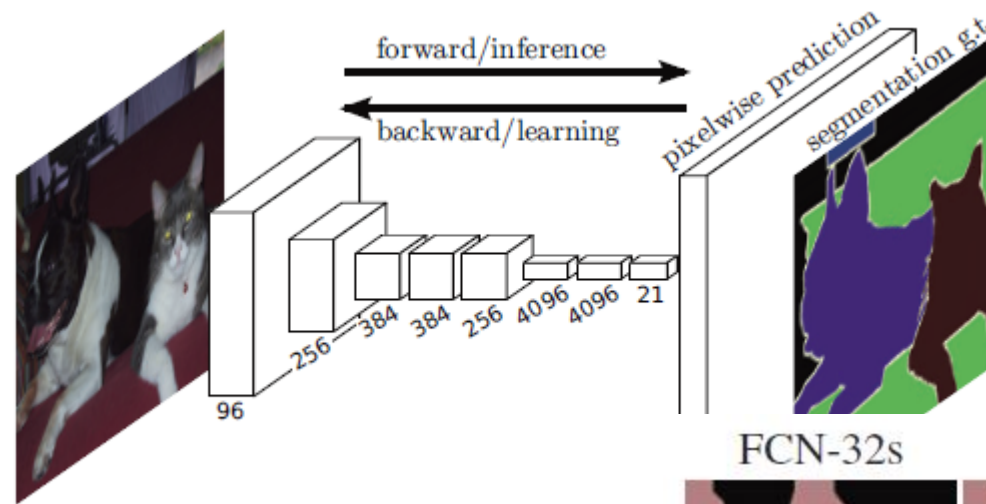 forward/inference
backward/learning
pixelwise prediction
segmentation g.t
96
256
384
384
256
4096
4096
21
FCN-32s